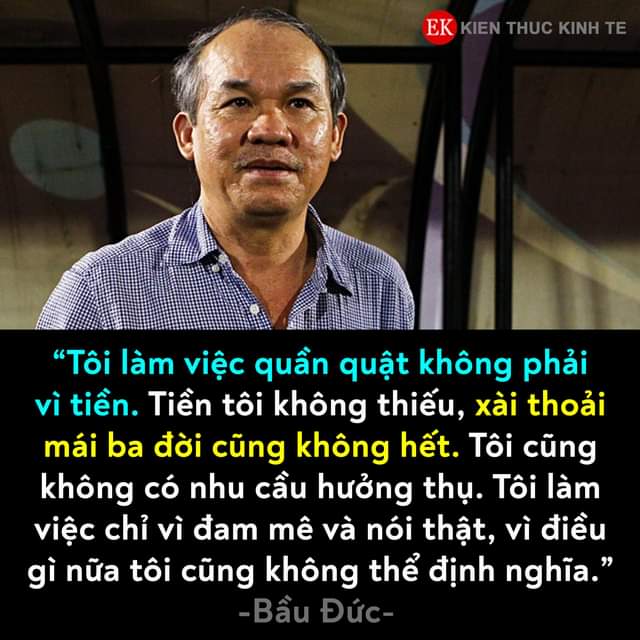 EK KIEN THUC KINH TE
“Tôi làm việc quần quật không phải
vì tiền. Tiền tôi không thiếu, xài thoải
mái ba đời cũng không hết. Tôi cũng
không có nhu cầu hưởng thụ. Tôi làm
việc chỉ vì đam mê và nói thật, vì điều
gì nữa tôi cũng không thể định nghĩa.”
-Bầu Đức-